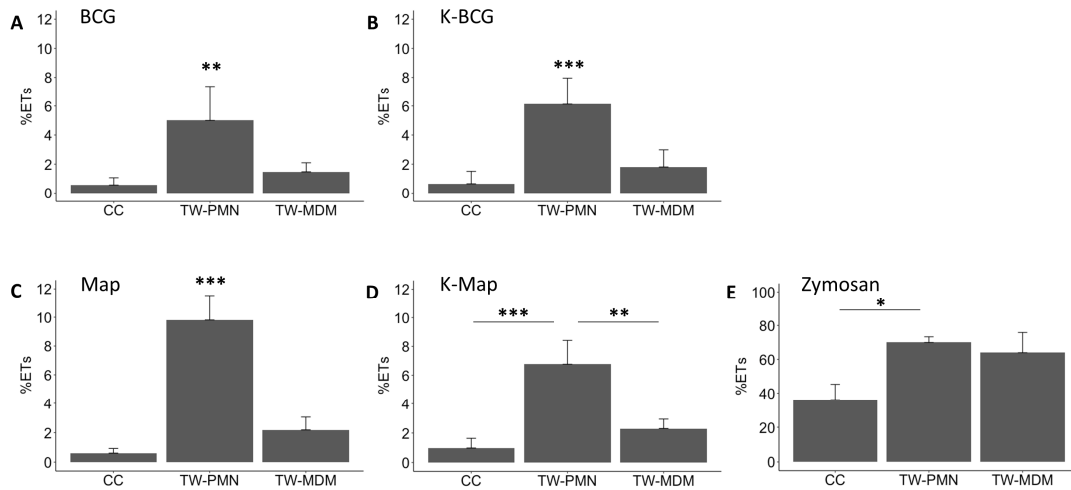 A BCG
12
10
8
6
4
2
0
%ETs
**
CC TW-PMN TW-MDM
B K-BCG
12
10
8
6
4
2
0
%ETs
***
CC TW-PMN TW-MDM
C Map
12
10
8
6
4
2
0
%ETs
***
CC TW-PMN TW-MDM
D K-Map
12
10
8
6
4
2
0
%ETs
*** **
CC TW-PMN TW-MDM
E Zymosan
100
80
60
40
20
0
%ETs
*
CC TW-PMN TW-MDM